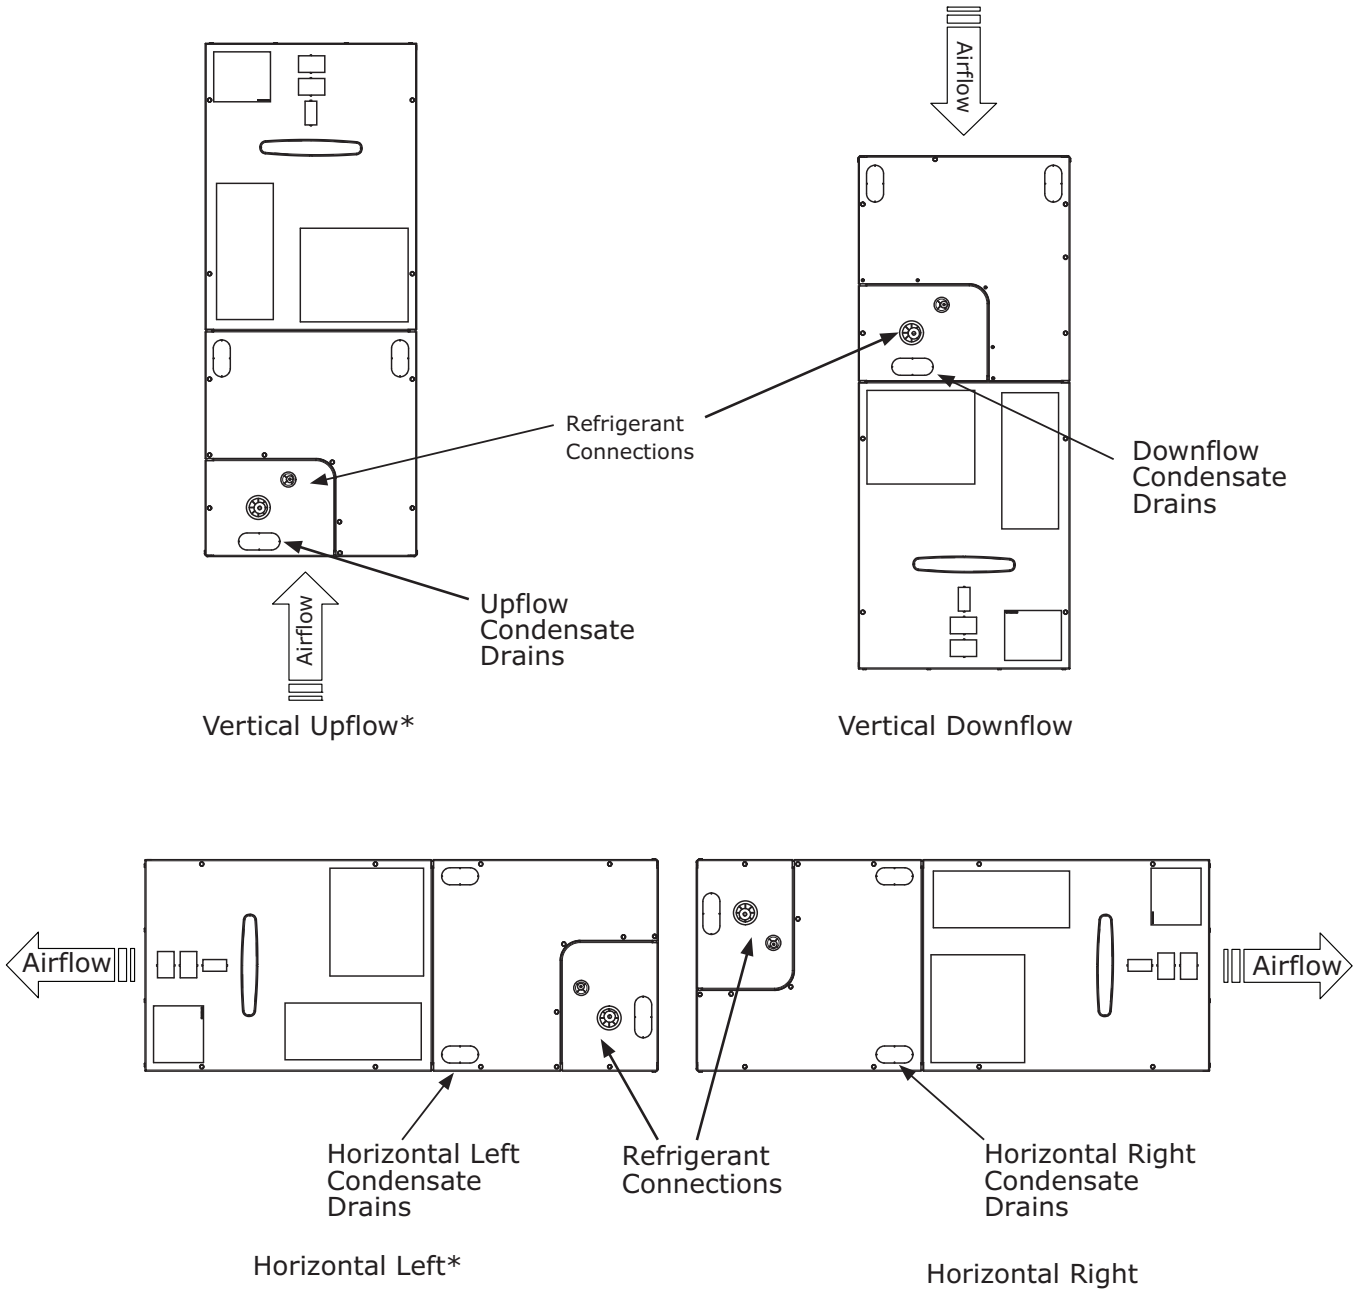 Airflow
Refrigerant
Connections
Downflow
Condensate
Drains
Airflow
Upflow
Condensate
Drains
Vertical Upflow*
Vertical Downflow
Airflow
Airflow
Horizontal Left
Condensate
Drains
Refrigerant
Connections
Horizontal Right
Condensate
Drains
Horizontal Left*
Horizontal Right